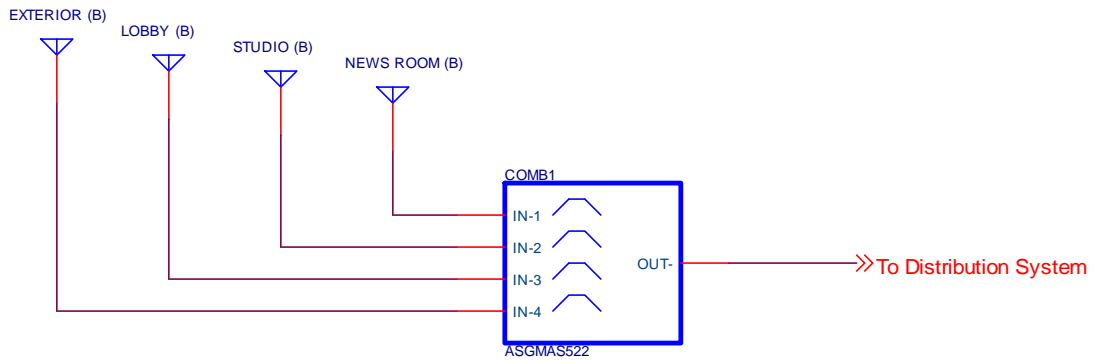 EXTERIOR (B)
LOBBY (B)
STUDIO (B)
NEWS ROOM (B)
COMB1
IN-1
IN-2
OUT-
To Distribution System
IN-3
IN-4
ASGMAS522